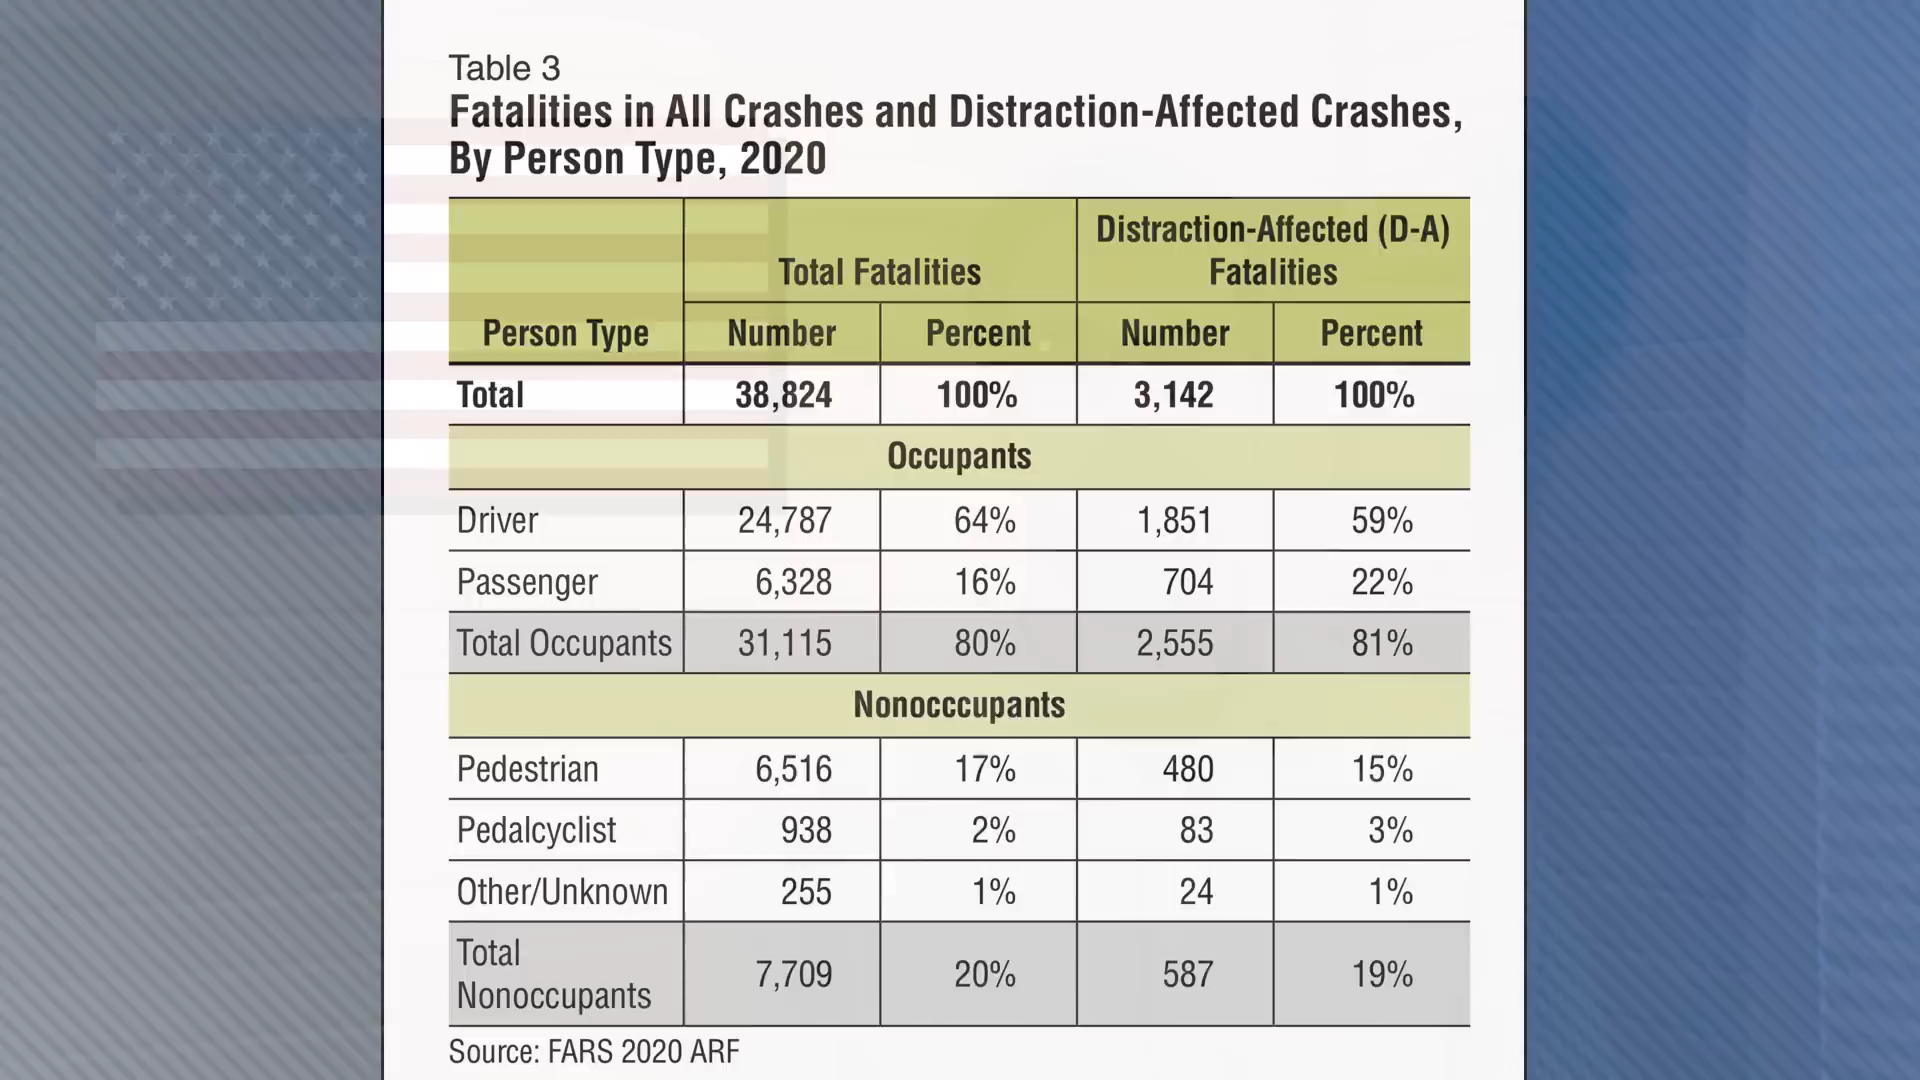 Table 3
Fatalities in All Crashes and Distraction-Affected Crashes,
By Person Type, 2020
Person Type
Total Fatalities
Distraction-Affected (D-A)
Fatalities
Number Percent Number Percent
Total 38,824 100% 3,142 100%
Occupants
Driver 24,787 64% 1,851 59%
Passenger 6,328 16% 704 22%
Total Occupants 31,115 80% 2,555 81%
Nonocccupants
Pedestrian 6,516 17% 480 15%
Pedalcyclist 938 2% 83 3%
Other/Unknown 255 1% 24 1%
Total
Nonoccupants 7,709 20% 587 19%
Source: FARS 2020 ARF